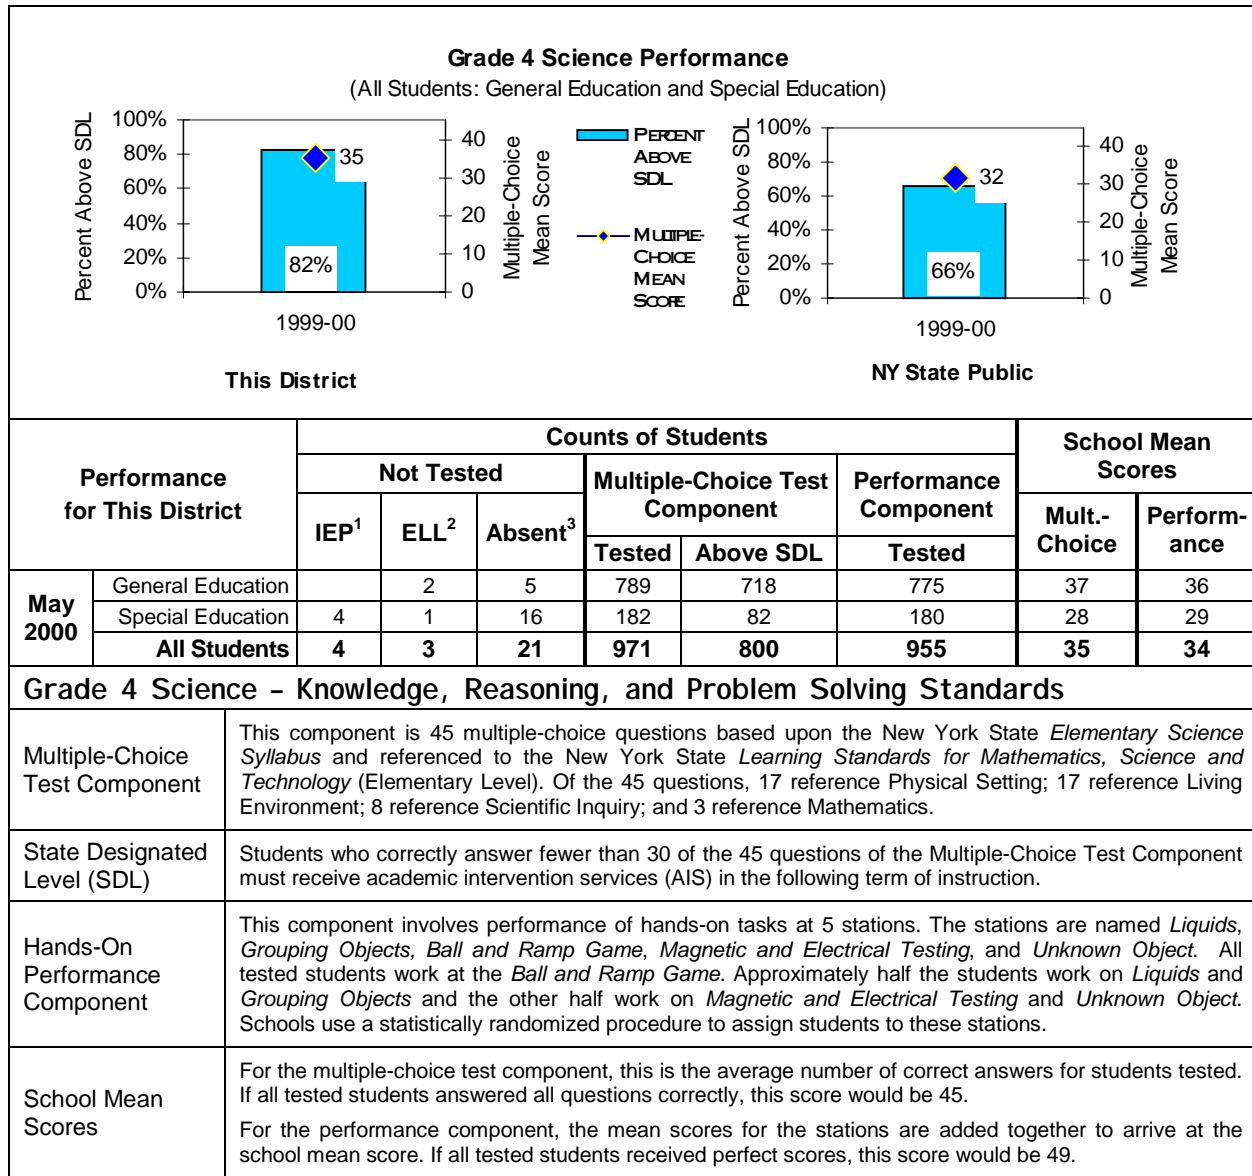 Grade 4 Science Performance
(All Students: General Education and Special Education)
Percent Above SDL
100%
80%
60%
40%
20%
0%
35
82%
40
30
20
10
0
Multiple-Choice
Mean Score
1999-00
This District
PERCENT
ABOVE
SDL
MULTIPLE-
CHOICE
MEAN
SCORE
Percent Above SDL
100%
80%
60%
40%
20%
0%
32
66%
40
30
20
10
0
Multiple-Choice
Mean Score
1999-00
NY State Public
Performance
for This District
Counts of Students
School Mean
Scores
Not Tested
Multiple-Choice Test
Component
Performance
Component
IEP1 ELL2 Absent3
Tested Above SDL Tested
Mult.-
Choice
Perform-
ance
May
2000
General Education 2 5 789 718 775 37 36
Special Education 4 1 16 182 82 180 28 29
All Students 4 3 21 971 800 955 35 34
Grade 4 Science – Knowledge, Reasoning, and Problem Solving Standards
Multiple-Choice
Test Component
This component is 45 multiple-choice questions based upon the New York State Elementary Science
Syllabus and referenced to the New York State Learning Standards for Mathematics, Science and
Technology (Elementary Level). Of the 45 questions, 17 reference Physical Setting; 17 reference Living
Environment; 8 reference Scientific Inquiry; and 3 reference Mathematics.
State Designated
Level (SDL)
Students who correctly answer fewer than 30 of the 45 questions of the Multiple-Choice Test Component
must receive academic intervention services (AIS) in the following term of instruction.
Hands-On
Performance
Component
This component involves performance of hands-on tasks at 5 stations. The stations are named Liquids,
Grouping Objects, Ball and Ramp Game, Magnetic and Electrical Testing, and Unknown Object. All
tested students work at the Ball and Ramp Game. Approximately half the students work on Liquids and
Grouping Objects and the other half work on Magnetic and Electrical Testing and Unknown Object.
Schools use a statistically randomized procedure to assign students to these stations.
School Mean
Scores
For the multiple-choice test component, this is the average number of correct answers for students tested.
If all tested students answered all questions correctly, this score would be 45.
For the performance component, the mean scores for the stations are added together to arrive at the
school mean score. If all tested students received perfect scores, this score would be 49.